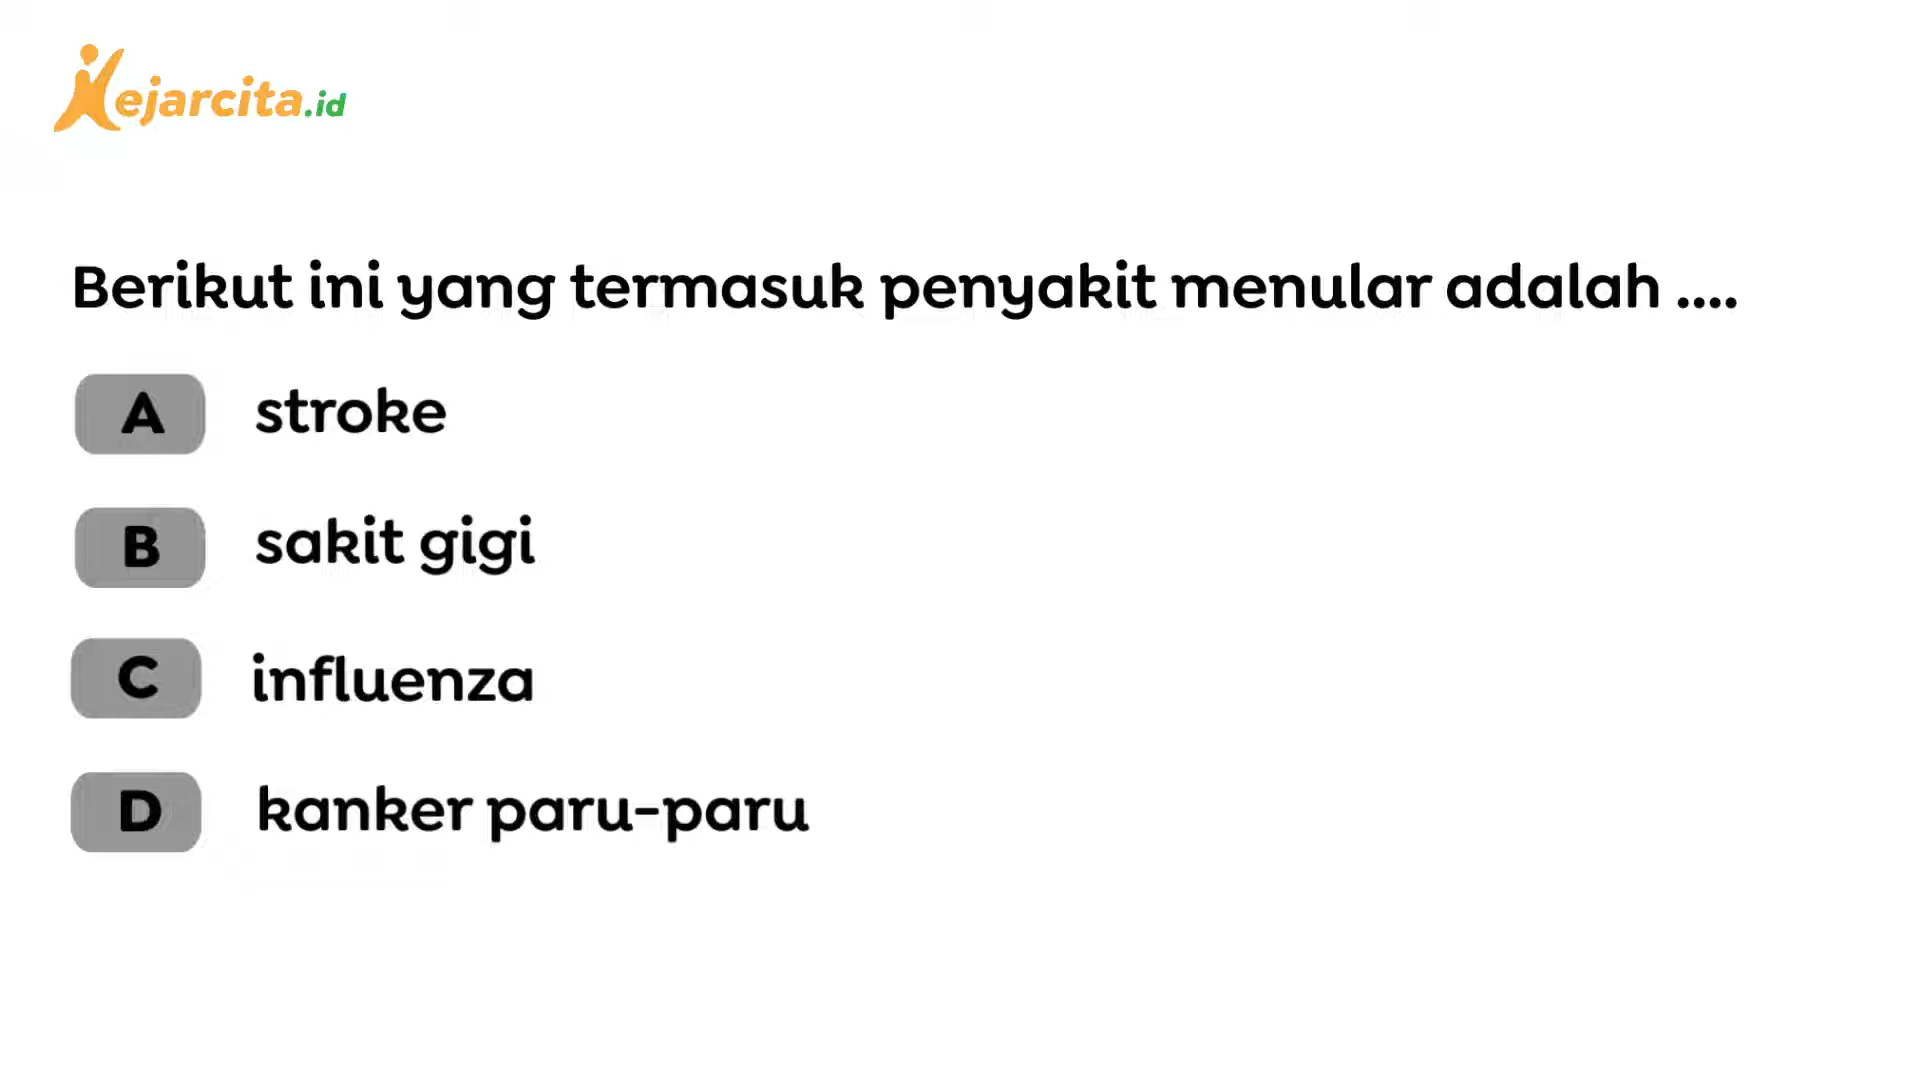 Kejarcita.id
Berikut ini yang termasuk penyakit menular adalah ....
A stroke
B sakit gigi
C influenza
D kanker paru-paru